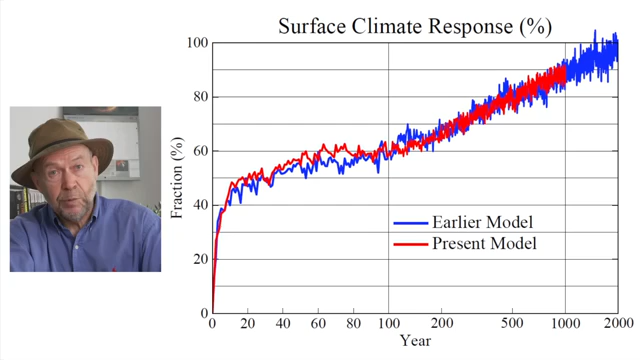 Surface Climate Response (%)
100
80
60
40
20
0
Fraction (%)
Earlier Model
Present Model
0 20 40 60 80 100 200 500 1000 2000
Year